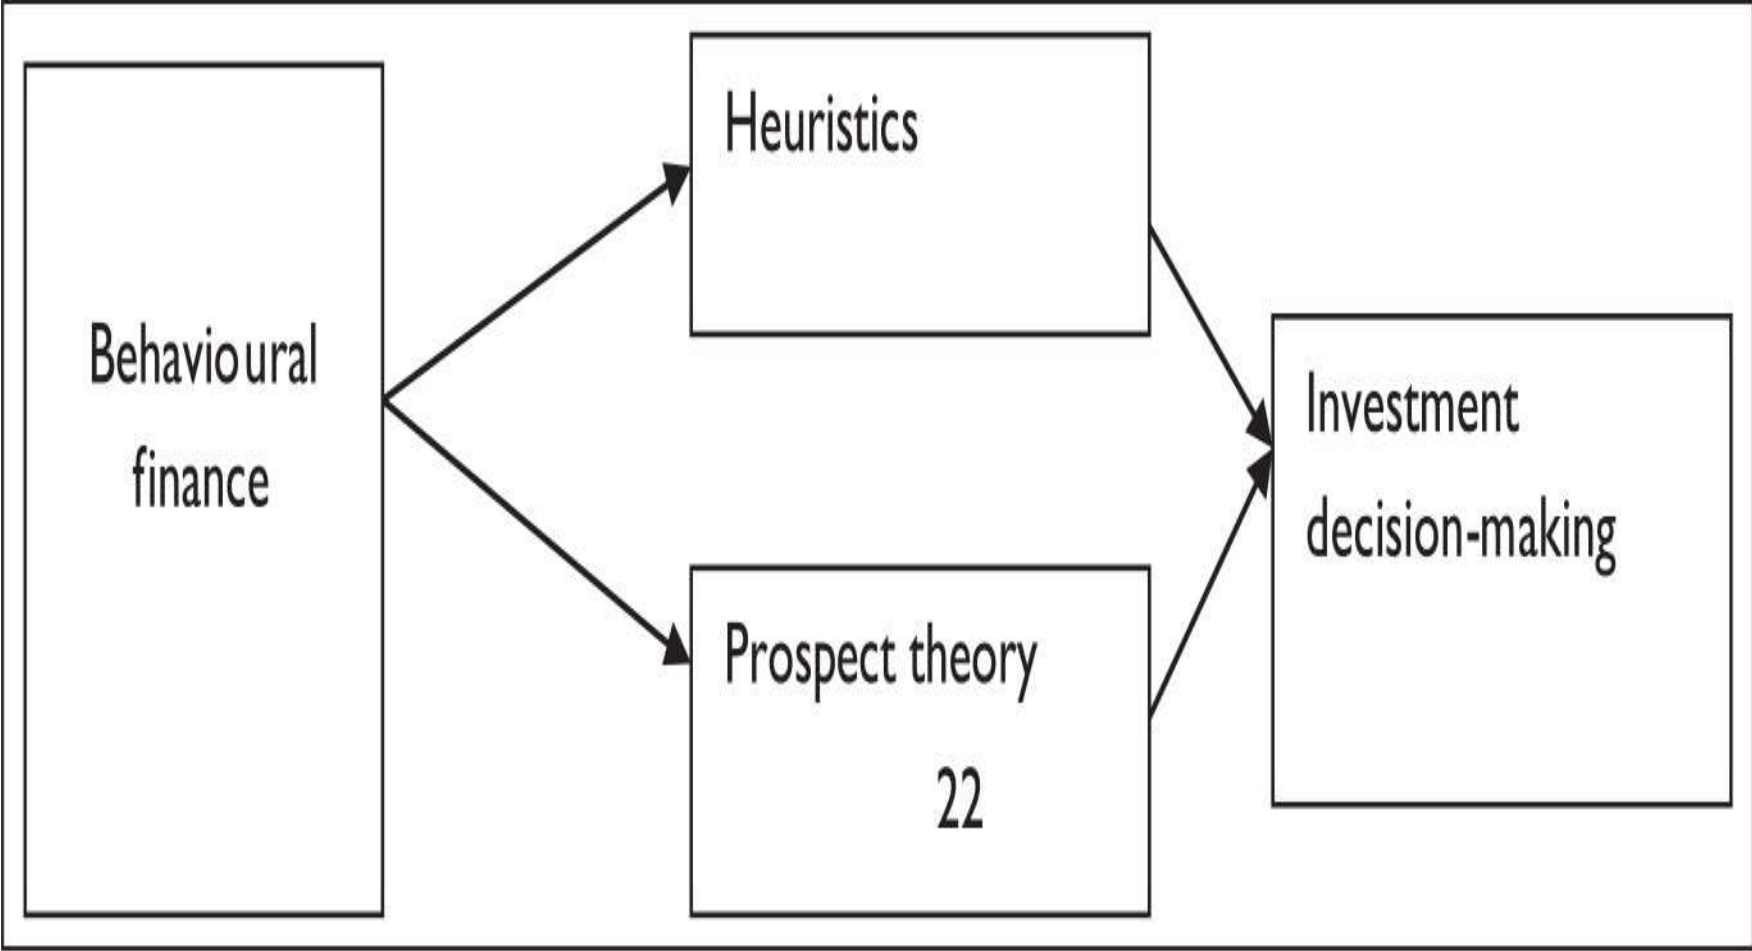 Behavioural
finance
Heuristics
Prospect theory
22
Investment
decision-making